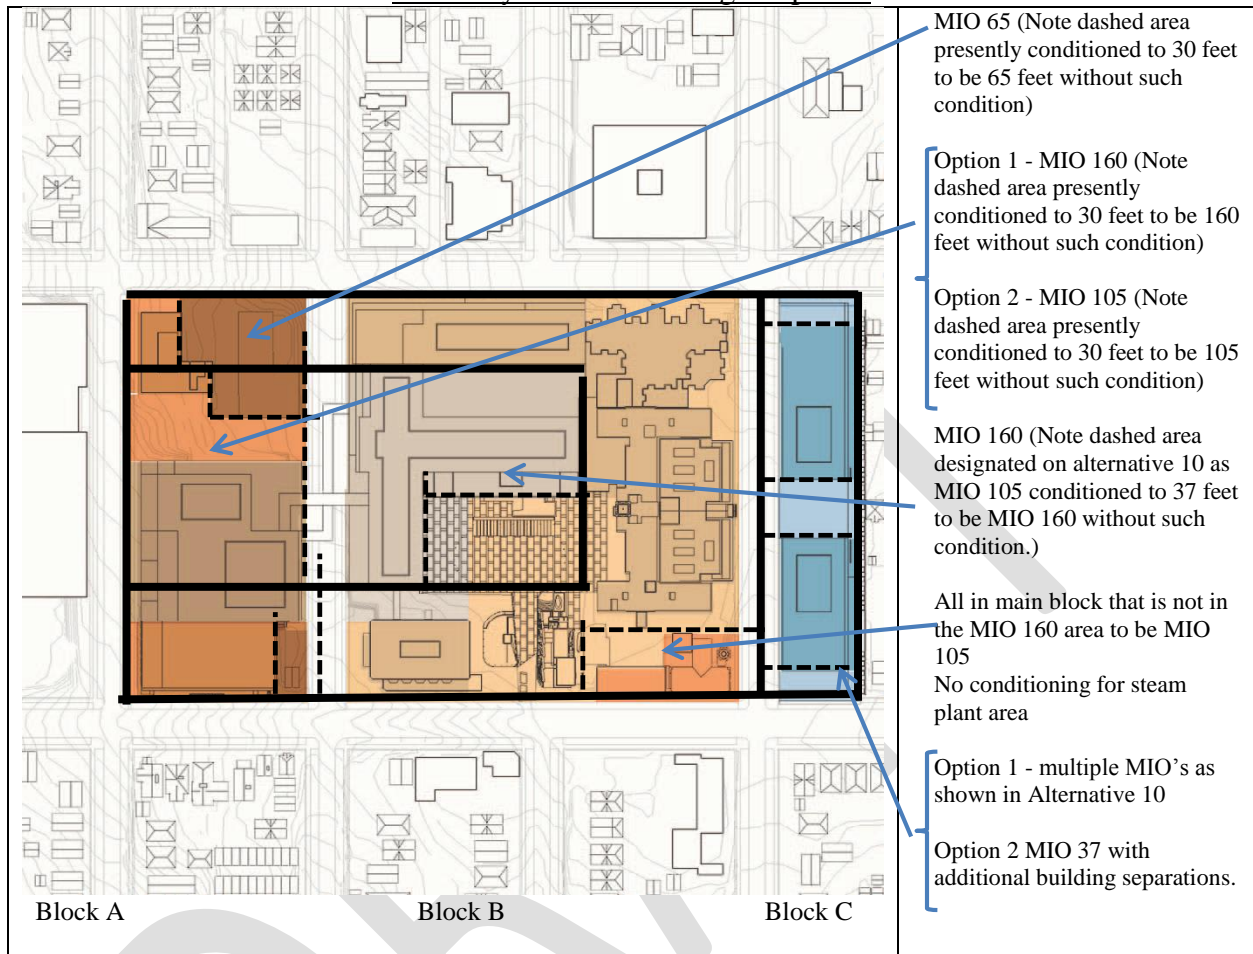 MIO 65 (Note dashed area
presently conditioned to 30 feet
to be 65 feet without such
condition)
Option 1 - MIO 160 (Note
dashed area presently
conditioned to 30 feet to be 160
feet without such condition)
Option 2 - MIO 105 (Note
dashed area presently
conditioned to 30 feet to be 105
feet without such condition)
MIO 160 (Note dashed area
designated on alternative 10 as
MIO 105 conditioned to 37 feet
to be MIO 160 without such
condition.)
All in main block that is not in
the MIO 160 area to be MIO
105
No conditioning for steam
plant area
Option 1 - multiple MIO’s as
shown in Alternative 10
Option 2 MIO 37 with
additional building separations.
Block A
Block B
Block C